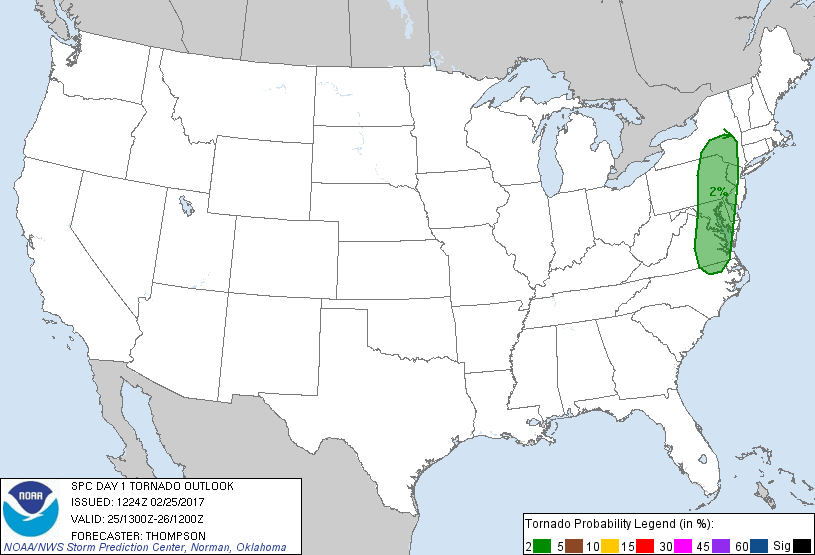 2%
SPC DAY 1 TORNADO OUTLOOK
ISSUED: 1224Z 02/25/2017
VALID: 25/1300Z-26/1200Z
FORECASTER: THOMPSON
NOAA/NWS Storm Prediction Center, Norman, Oklahoma
NOAA
Tornado Probability Legend (in %):
2 5 10 15 30 45 60 Sig